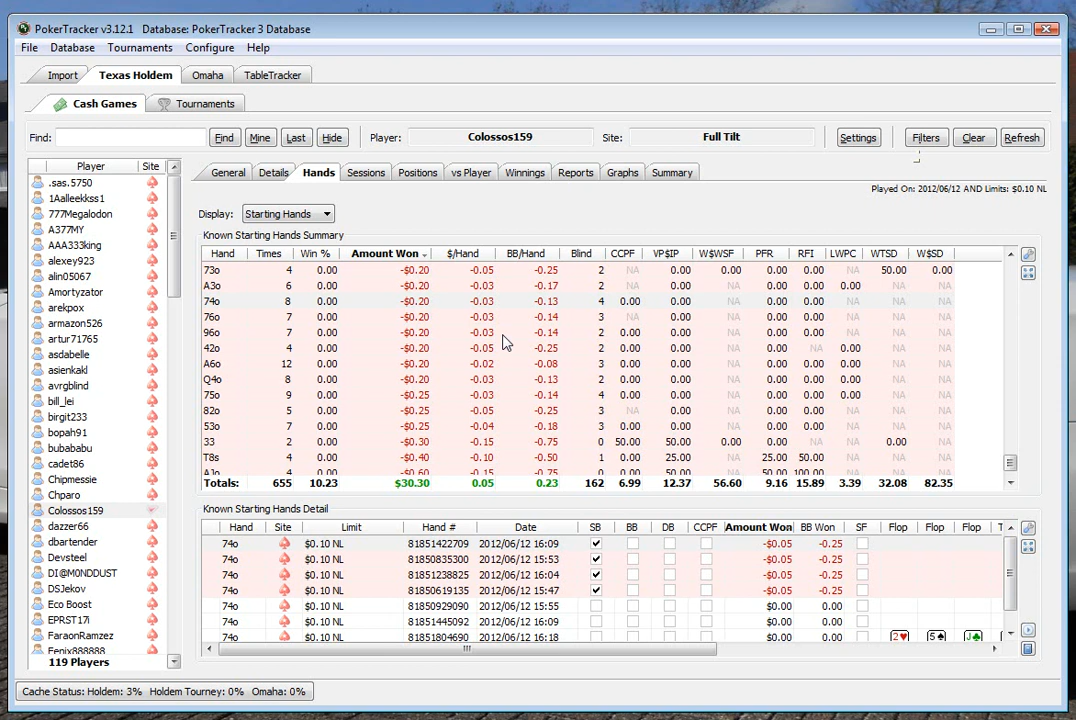 PokerTracker v3.12.1 Database: PokerTracker 3 Database
File Database Tournaments Configure Help
Import Texas Holdem Omaha TableTracker
Cash Games Tournaments
Find: Find Mine Last Hide Player: Colossos159 Site: Full Tilt Settings Filters Clear Refresh
Player Site
.sas.5750
1Aalleekkss1
777Megalodon
A377MY
AAA333king
alexey923
alin05067
Amortyzator
arekpox
armazon526
artur71765
asdabelle
asienkakl
avrgblind
bill_lei
birgit233
bopah91
bubababu
cadet86
Chipmessie
Chparo
Colossos159
dazzer66
dbartender
Devsteel
DI@M0NDDUST
DSJekov
Eco Boost
EPRST17i
FaraonRamzez
Fenix888888
119 Players
General Details Hands Sessions Positions vs Player Winnings Reports Graphs Summary
Played On: 2012/06/12 AND Limits: $0.10 NL
Display: Starting Hands
Known Starting Hands Summary
Hand Times Win % Amount Won $/Hand BB/Hand Blind CCPF VP$IP W$WSF PFR RFI LWPC WTSD W$SD
73o 4 0.00 -$0.20 -0.05 -0.25 2 NA 0.00 0.00 0.00 0.00 NA 50.00 0.00
A3o 6 0.00 -$0.20 -0.03 -0.17 2 NA 0.00 NA 0.00 0.00 0.00 NA NA
74o 8 0.00 -$0.20 -0.03 -0.13 4 0.00 0.00 NA 0.00 0.00 0.00 NA NA
76o 7 0.00 -$0.20 -0.03 -0.14 3 NA 0.00 NA 0.00 0.00 NA NA NA
96o 7 0.00 -$0.20 -0.03 -0.14 2 0.00 0.00 NA 0.00 0.00 0.00 NA NA
42o 4 0.00 -$0.20 -0.05 -0.25 2 0.00 0.00 NA 0.00 NA 0.00 NA NA
A6o 12 0.00 -$0.20 -0.02 -0.08 3 0.00 0.00 NA 0.00 0.00 0.00 NA NA
Q4o 8 0.00 -$0.20 -0.03 -0.13 2 0.00 0.00 NA 0.00 0.00 0.00 NA NA
75o 9 0.00 -$0.25 -0.03 -0.14 4 0.00 0.00 NA 0.00 0.00 0.00 NA NA
82o 5 0.00 -$0.25 -0.05 -0.25 3 NA 0.00 NA 0.00 0.00 NA NA NA
53o 7 0.00 -$0.25 -0.04 -0.18 3 0.00 0.00 NA 0.00 0.00 NA NA NA
33 2 0.00 -$0.30 -0.15 -0.75 0 50.00 50.00 0.00 0.00 NA NA 0.00 NA
T8s 4 0.00 -$0.40 -0.10 -0.50 1 0.00 25.00 NA 25.00 50.00 NA NA NA
AJo 4 0.00 -$0.60 -0.15 -0.75 0 0.00 50.00 0.00 50.00 100.00 NA 0.00 NA
Totals: 655 10.23 $30.30 0.05 0.23 162 6.99 12.37 56.60 9.16 15.89 3.39 32.08 82.35
Known Starting Hands Detail
Hand Site Limit Hand # Date SB BB DB CCPF Amount Won BB Won SF Flop Flop Flop T
74o $0.10 NL 81851422709 2012/06/12 16:09 -$0.05 -0.25
74o $0.10 NL 81850835300 2012/06/12 15:53 -$0.05 -0.25
74o $0.10 NL 81851238825 2012/06/12 16:04 -$0.05 -0.25
74o $0.10 NL 81850619135 2012/06/12 15:47 -$0.05 -0.25
74o $0.10 NL 81850929090 2012/06/12 15:55 $0.00 0.00
74o $0.10 NL 81851445092 2012/06/12 16:09 $0.00 0.00
74o $0.10 NL 81851804690 2012/06/12 16:18 $0.00 0.00 2♥ 5♠ J♣
Cache Status: Holdem: 3% Holdem Tourney: 0% Omaha: 0%